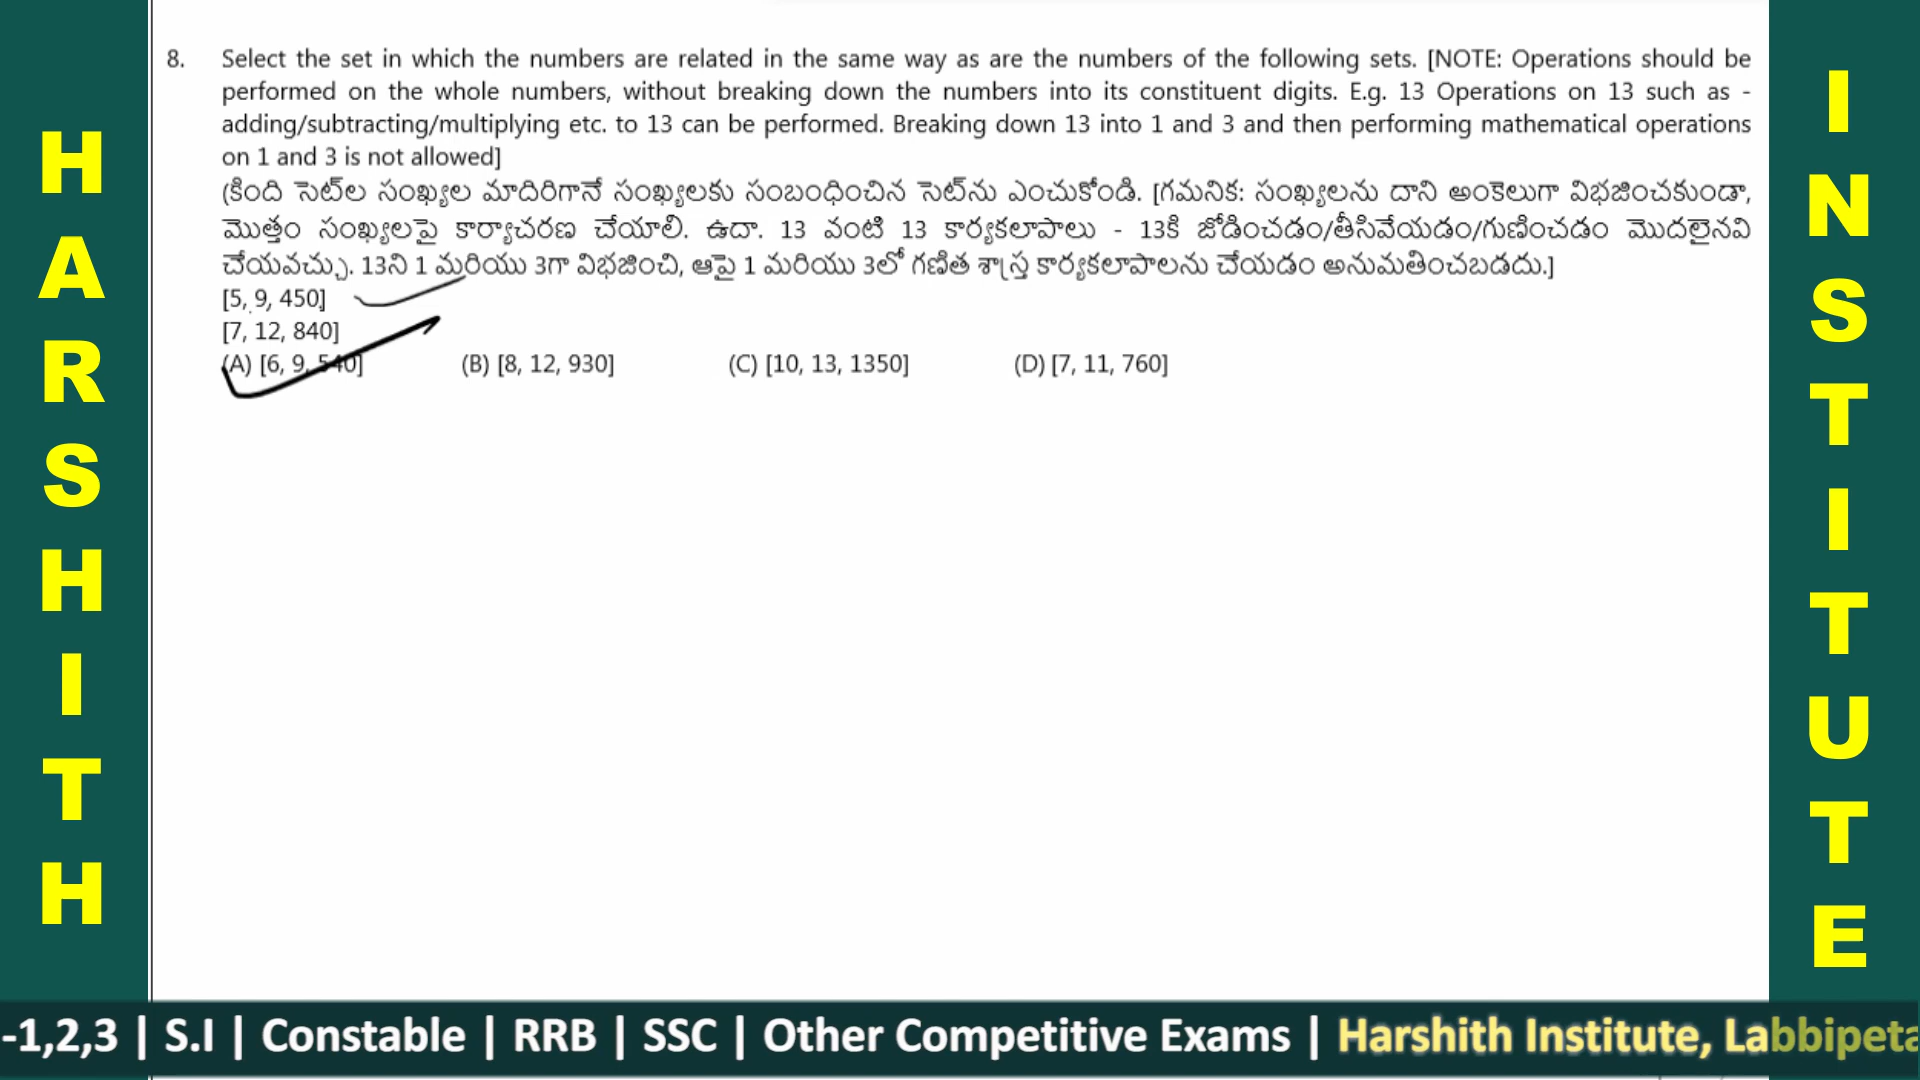 HARSHITH
8. Select the set in which the numbers are related in the same way as are the numbers of the following sets. [NOTE: Operations should be
performed on the whole numbers, without breaking down the numbers into its constituent digits. E.g. 13 Operations on 13 such as -
adding/subtracting/multiplying etc. to 13 can be performed. Breaking down 13 into 1 and 3 and then performing mathematical operations
on 1 and 3 is not allowed]
(కింది సెట్‌ల సంఖ్యల మాదిరిగానే సంఖ్యలకు సంబంధించిన సెట్‌ను ఎంచుకోండి. [గమనిక: సంఖ్యలను దాని అంకెలుగా విభజించకుండా,
మొత్తం సంఖ్యలపై కార్యాచరణ చేయాలి. ఉదా. 13 వంటి 13 కార్యకలాపాలు - 13కి జోడించడం/తీసివేయడం/గుణించడం మొదలైనవి
చేయవచ్చు. 13ని 1 మరియు 3గా విభజించి, ఆపై 1 మరియు 3లో గణిత శాస్త్ర కార్యకలాపాలను చేయడం అనుమతించబడదు.]
[5, 9, 450]
[7, 12, 840]
(A) [6, 9, 540] (B) [8, 12, 930] (C) [10, 13, 1350] (D) [7, 11, 760]
INSTITUTE
-1,2,3 | S.I | Constable | RRB | SSC | Other Competitive Exams | Harshith Institute, Labbipeta